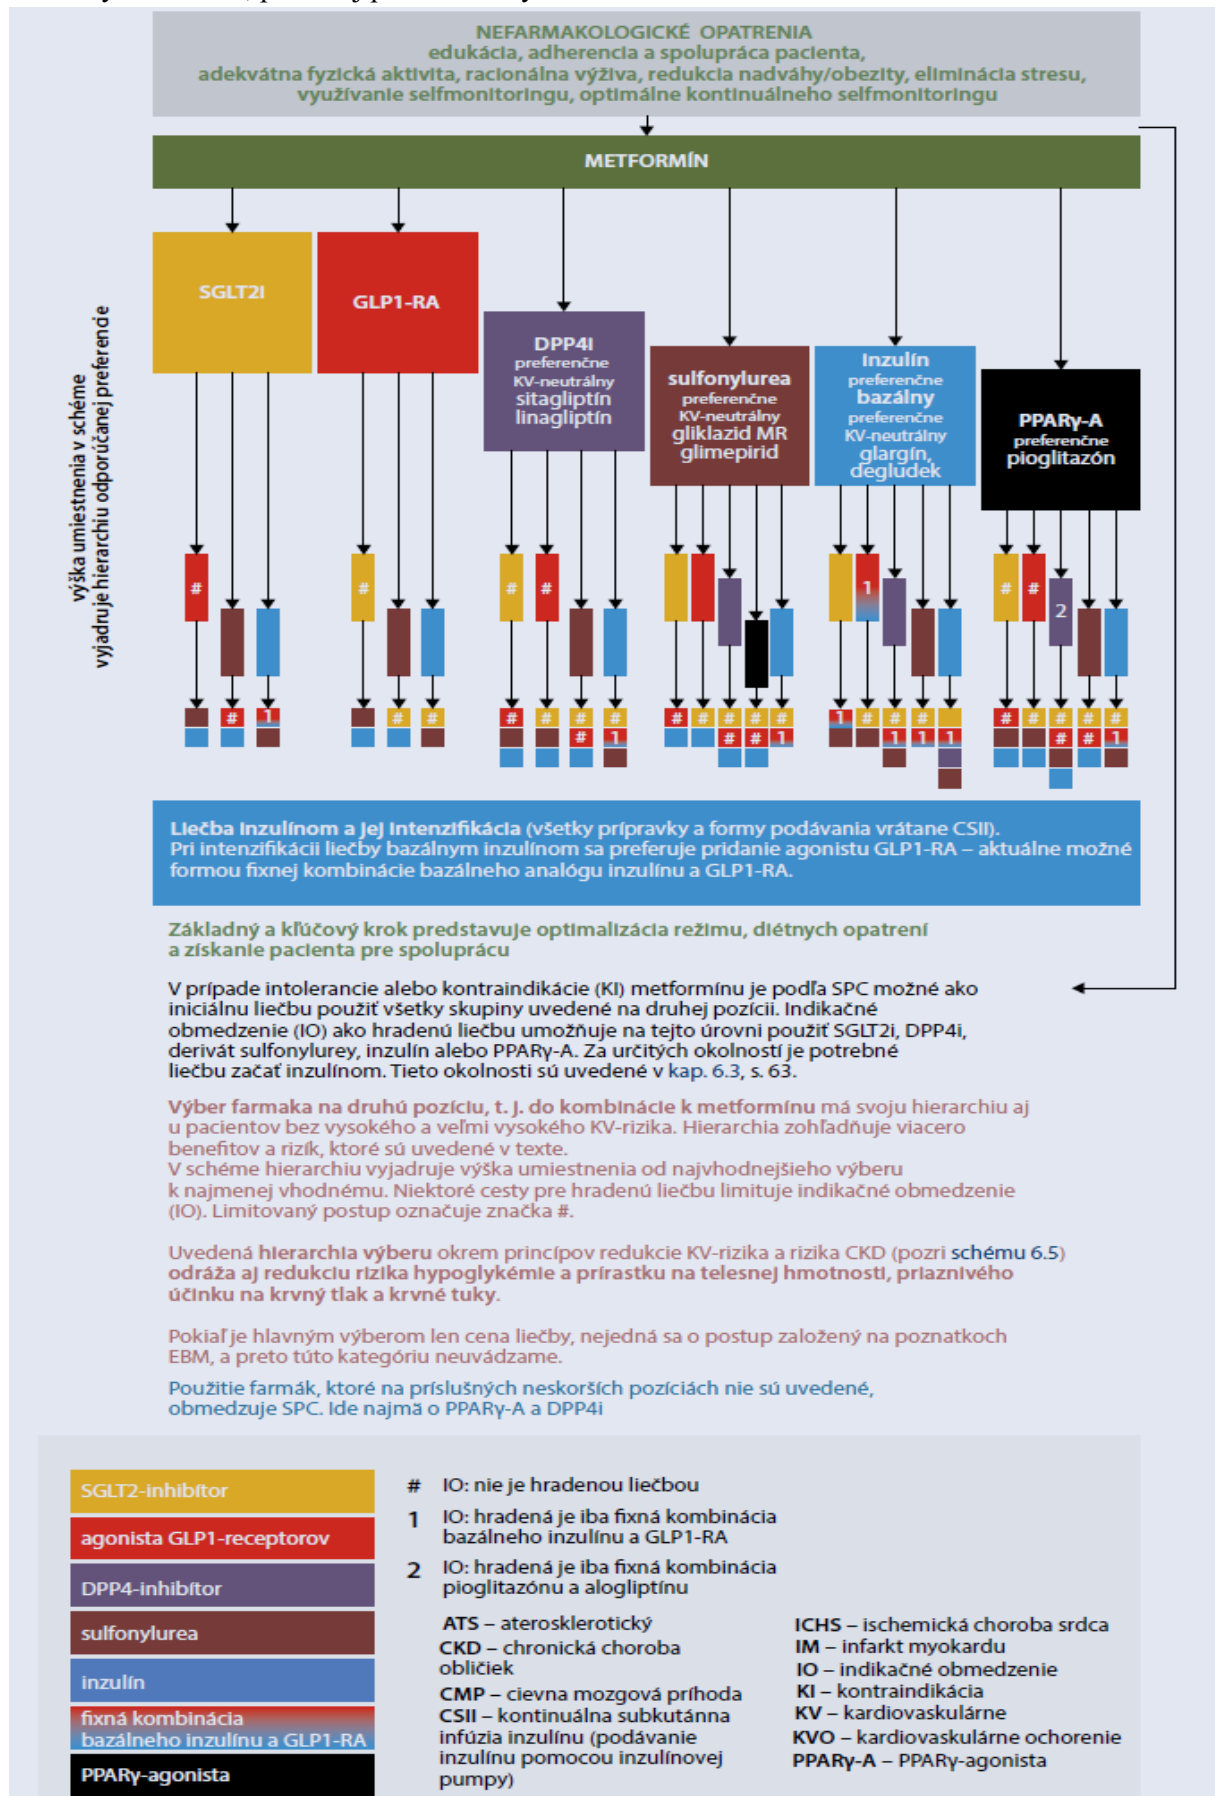 NEFARMAKOLOGICKÉ OPATRENIA
edukácia, adherencia a spolupráca pacienta,
adekvátna fyzická aktivita, racionálna výživa, redukcia nadváhy/obezity, eliminácia stresu,
využívanie selfmonitoringu, optimálne kontinuálneho selfmonitoringu
METFORMÍN
výška umiestnenia v schéme
vyjadruje hierarchiu odporúčanej preferencie
SGLT2i
GLP1-RA
DPP4i
preferenčne
KV-neutrálny
sitagliptín
linagliptín
sulfonylurea
preferenčne
KV-neutrálny
gliklazid MR
glimepirid
Inzulín
preferenčne
bazálny
preferenčne
KV-neutrálny
glargín,
degludek
PPARγ-A
preferenčne
pioglitazón
# # # # 1 # # 2
# 1 # # # # # # # # # # # 1 # # # # # # # #
# 1 # # 1 1 1 1 # # 1
Liečba inzulínom a jej intenzifikácia (všetky prípravky a formy podávania vrátane CSII).
Pri intenzifikácii liečby bazálnym inzulínom sa preferuje pridanie agonistu GLP1-RA – aktuálne možné
formou fixnej kombinácie bazálneho analógu inzulínu a GLP1-RA.
Základný a kľúčový krok predstavuje optimalizácia režimu, diétnych opatrení
a získanie pacienta pre spoluprácu
V prípade intolerancie alebo kontraindikácie (KI) metformínu je podľa SPC možné ako
iniciálnu liečbu použiť všetky skupiny uvedené na druhej pozícii. Indikačné
obmedzenie (IO) ako hradenú liečbu umožňuje na tejto úrovni použiť SGLT2i, DPP4i,
derivát sulfonylurey, inzulín alebo PPARγ-A. Za určitých okolností je potrebné
liečbu začať inzulínom. Tieto okolnosti sú uvedené v kap. 6.3, s. 63.
Výber farmaka na druhú pozíciu, t. j. do kombinácie k metformínu má svoju hierarchiu aj
u pacientov bez vysokého a veľmi vysokého KV-rizika. Hierarchia zohľadňuje viacero
benefitov a rizík, ktoré sú uvedené v texte.
V schéme hierarchiu vyjadruje výška umiestnenia od najvhodnejšieho výberu
k najmenej vhodnému. Niektoré cesty pre hradenú liečbu limituje indikačné obmedzenie
(IO). Limitovaný postup označuje značka #.
Uvedená hierarchia výberu okrem princípov redukcie KV-rizika a rizika CKD (pozri schému 6.5)
odráža aj redukciu rizika hypoglykémie a prírastku na telesnej hmotnosti, priaznivého
účinku na krvný tlak a krvné tuky.
Pokiaľ je hlavným výberom len cena liečby, nejedná sa o postup založený na poznatkoch
EBM, a preto túto kategóriu neuvádzame.
Použitie farmák, ktoré na príslušných neskorších pozíciách nie sú uvedené,
obmedzuje SPC. Ide najmä o PPARγ-A a DPP4i
SGLT2-inhibítor
agonista GLP1-receptorov
DPP4-inhibítor
sulfonylurea
inzulín
fixná kombinácia
bazálneho inzulínu a GLP1-RA
PPARγ-agonista
# IO: nie je hradenou liečbou
1 IO: hradená je iba fixná kombinácia
bazálneho inzulínu a GLP1-RA
2 IO: hradená je iba fixná kombinácia
pioglitazónu a alogliptínu
ATS – aterosklerotický
CKD – chronická choroba
obličiek
CMP – cievna mozgová príhoda
CSII – kontinuálna subkutánna
infúzia inzulínu (podávanie
inzulínu pomocou inzulínovej
pumpy)
ICHS – ischemická choroba srdca
IM – infarkt myokardu
IO – indikačné obmedzenie
KI – kontraindikácia
KV – kardiovaskulárne
KVO – kardiovaskulárne ochorenie
PPARγ-A – PPARγ-agonista